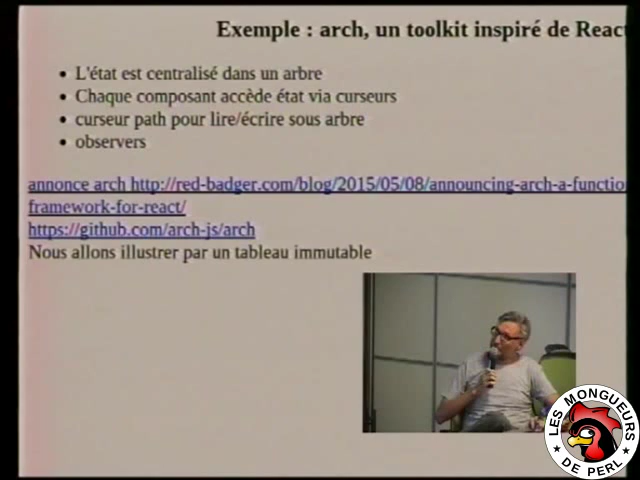 Exemple : arch, un toolkit inspiré de React
L'état est centralisé dans un arbre
Chaque composant accède état via curseurs
curseur path pour lire/écrire sous arbre
observers
annonce arch http://red-badger.com/blog/2015/05/08/announcing-arch-a-functio
framework-for-react/
https://github.com/arch-js/arch
Nous allons illustrer par un tableau immutable
LES MONGUEURS
DE PERL